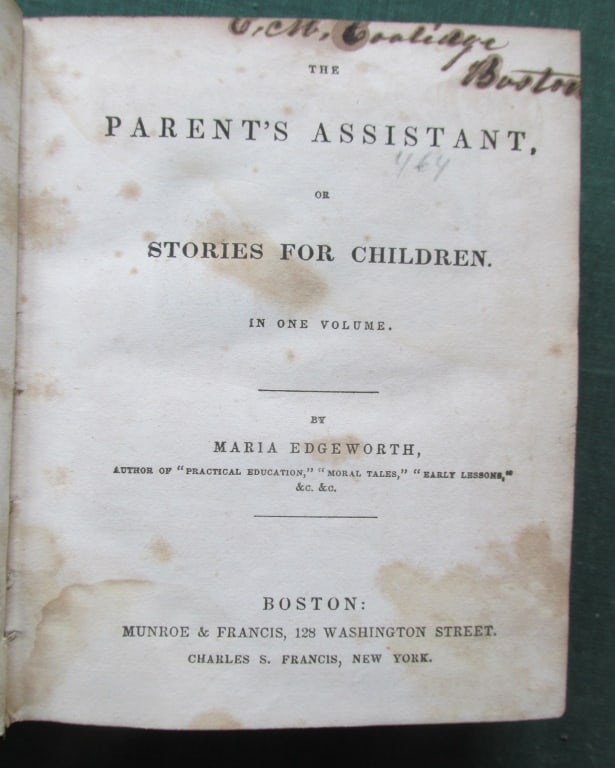 C. M. Coolidge
Boston
THE
PARENT'S ASSISTANT,
464
OR
STORIES FOR CHILDREN.
IN ONE VOLUME.
BY
MARIA EDGEWORTH,
AUTHOR OF "PRACTICAL EDUCATION," "MORAL TALES," "EARLY LESSONS,"
&C. &C.
BOSTON:
MUNROE & FRANCIS, 128 WASHINGTON STREET.
CHARLES S. FRANCIS, NEW YORK.